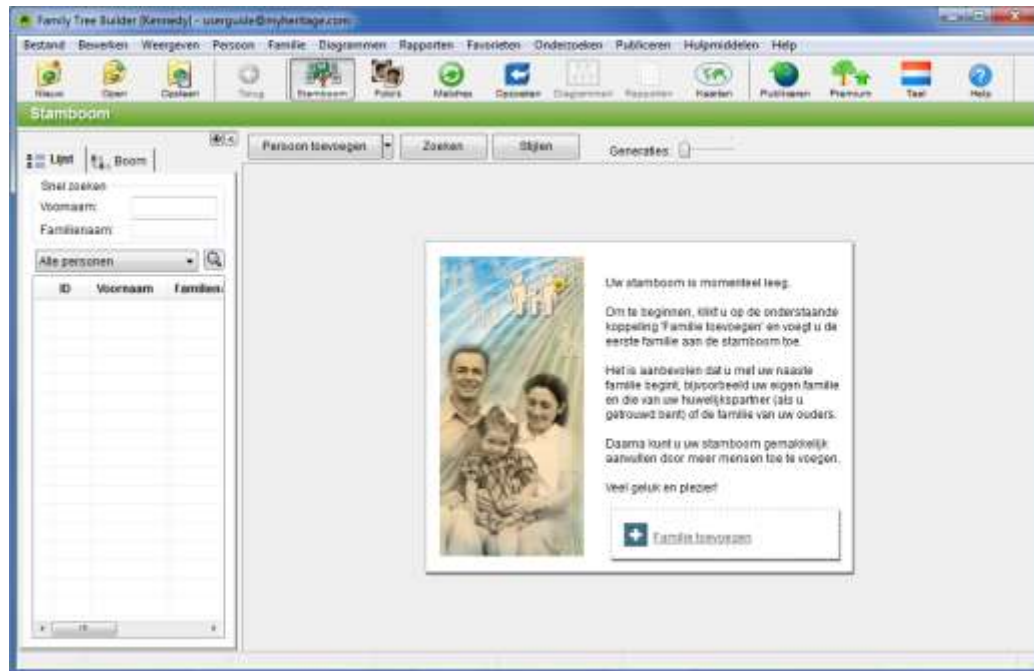 Family Tree Builder [Kennedy] - userguide@myheritage.com
Bestand Bewerken Weergeven Persoon Familie Diagrammen Rapporten Favorieten Onderzoeken Publiceren Hulpmiddelen Help
Nieuw Open Opslaan Terug Stamboom Foto's Matches Opzoeken Diagrammen Rapporten Kaarten Publiceren Premium Taal Help
Stamboom
Lijst Boom
Persoon toevoegen Zoeken Stijlen Generaties:
Snel zoeken
Voornaam:
Familienaam:
Alle personen
ID Voornaam Familiena
Uw stamboom is momenteel leeg.
Om te beginnen, klikt u op de onderstaande
koppeling 'Familie toevoegen' en voegt u de
eerste familie aan de stamboom toe.
Het is aanbevolen dat u met uw naaste
familie begint, bijvoorbeeld uw eigen familie
en die van uw huwelijkspartner (als u
getrouwd bent) of de familie van uw ouders.
Daarna kunt u uw stamboom gemakkelijk
aanvullen door meer mensen toe te voegen.
Veel geluk en plezier!
Familie toevoegen